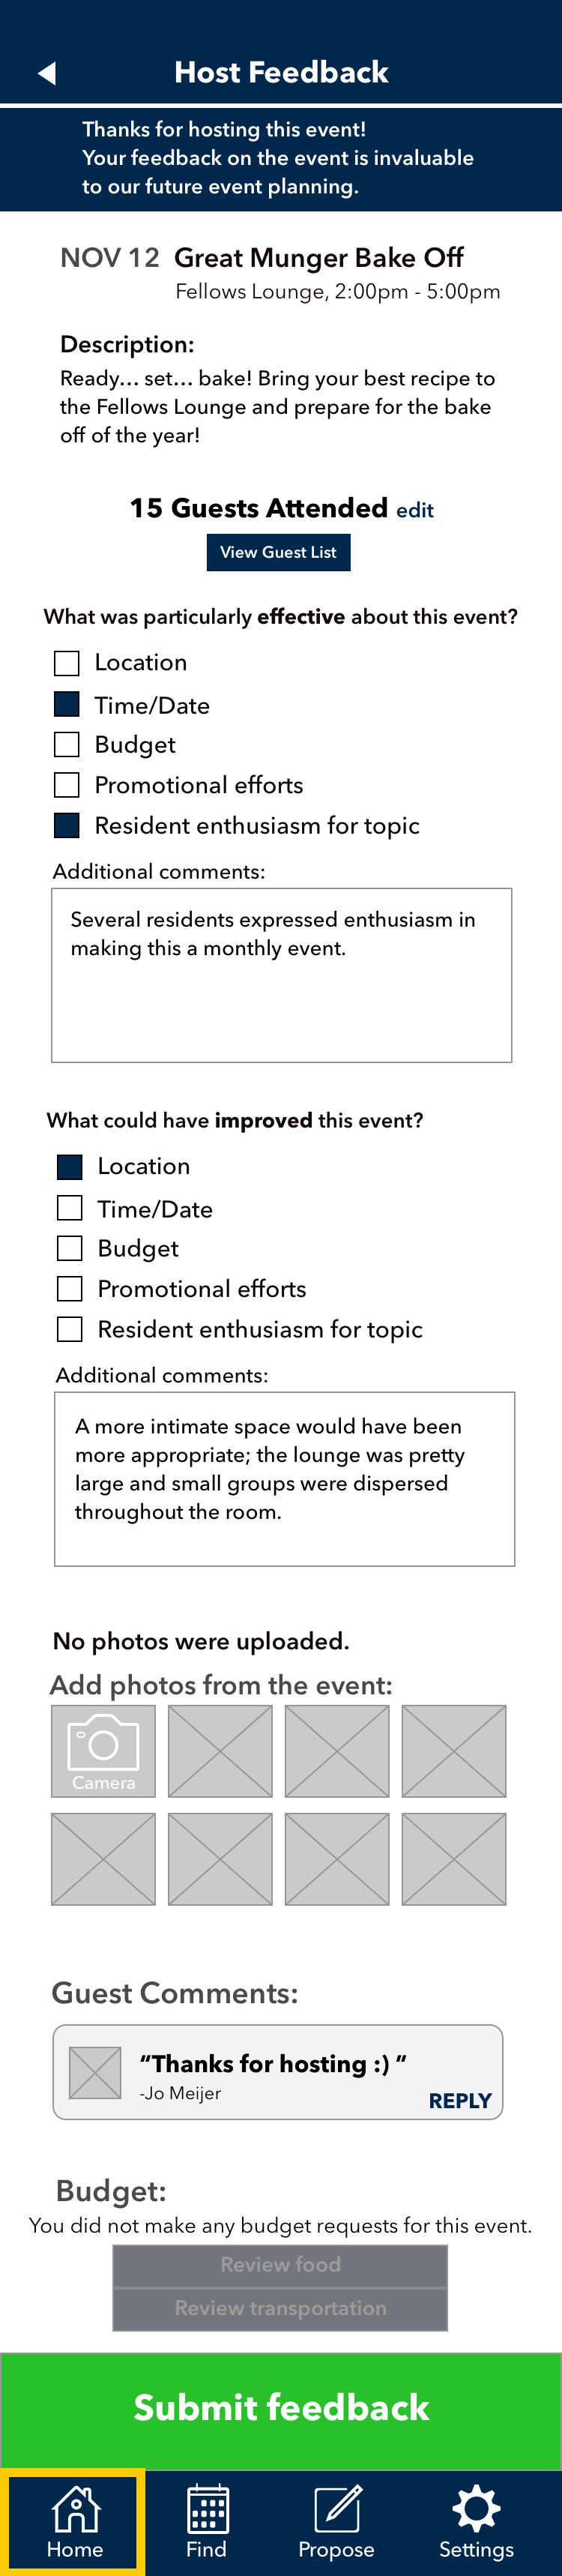 Host Feedback
Thanks for hosting this event!
Your feedback on the event is invaluable
to our future event planning.
NOV 12 Great Munger Bake Off
Fellows Lounge, 2:00pm - 5:00pm
Description:
Ready... set... bake! Bring your best recipe to
the Fellows Lounge and prepare for the bake
off of the year!
15 Guests Attended edit
View Guest List
What was particularly effective about this event?
Location
Time/Date
Budget
Promotional efforts
Resident enthusiasm for topic
Additional comments:
Several residents expressed enthusiasm in
making this a monthly event.
What could have improved this event?
Location
Time/Date
Budget
Promotional efforts
Resident enthusiasm for topic
Additional comments:
A more intimate space would have been
more appropriate; the lounge was pretty
large and small groups were dispersed
throughout the room.
No photos were uploaded.
Add photos from the event:
Camera
Guest Comments:
“Thanks for hosting :) ”
-Jo Meijer
REPLY
Budget:
You did not make any budget requests for this event.
Review food
Review transportation
Submit feedback
Home Find Propose Settings